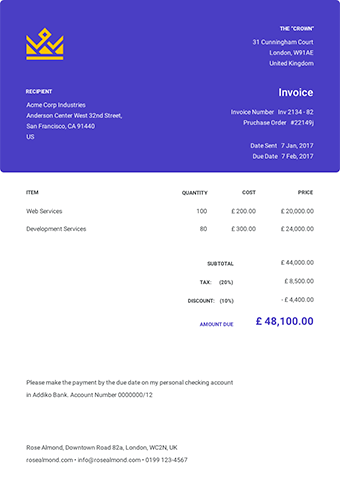 THE "CROWN"
31 Cunningham Court
London, W91AE
United Kingdom
RECIPIENT
Acme Corp Industries
Anderson Center West 32nd Street,
San Francisco, CA 91440
US
Invoice
Invoice Number Inv 2134 - 82
Pruchase Order #22149j
Date Sent 7 Jan, 2017
Due Date 7 Feb, 2017
ITEM QUANTITY COST PRICE
Web Services 100 £ 200.00 £ 20,000.00
Development Services 80 £ 300.00 £ 24,000.00
SUBTOTAL £ 44,000.00
TAX: (20%) £ 8,500.00
DISCOUNT: (10%) - £ 4,400.00
AMOUNT DUE £ 48,100.00
Please make the payment by the due date on my personal checking account
in Addiko Bank. Account Number 0000000/12
Rose Almond, Downtown Road 82a, London, WC2N, UK
rosealmond.com • info@rosealmond.com • 0199 123-4567